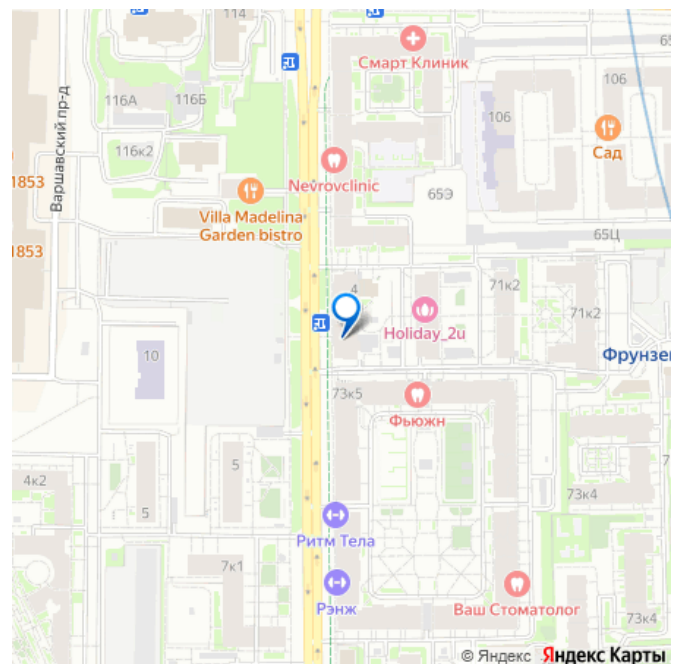 114
116А
116Б
Смарт Клиник
65
106
106
116к2
Сад
Варшавский пр-д
1853
Nevrovclinic
65Э
Villa Madelina
Garden bistro
1853
65Ц
4
71к2
71к2
Holiday_2u
10
Фрунзе
73к5
Фьюжн
5
4к2
73к4
5
Ритм Тела
7к1
Рэнж
Ваш Стоматолог
73к4
© Яндекс Яндекс Карты